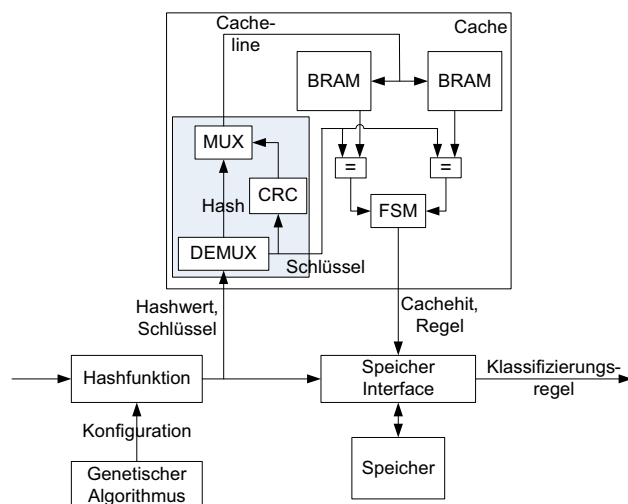 Cache-
line
Cache
BRAM
BRAM
MUX
=
=
CRC
Hash
FSM
DEMUX
Schlüssel
Hashwert,
Schlüssel
Cachehit,
Regel
Hashfunktion
Speicher
Interface
Klassifizierungs-
regel
Konfiguration
Genetischer
Algorithmus
Speicher